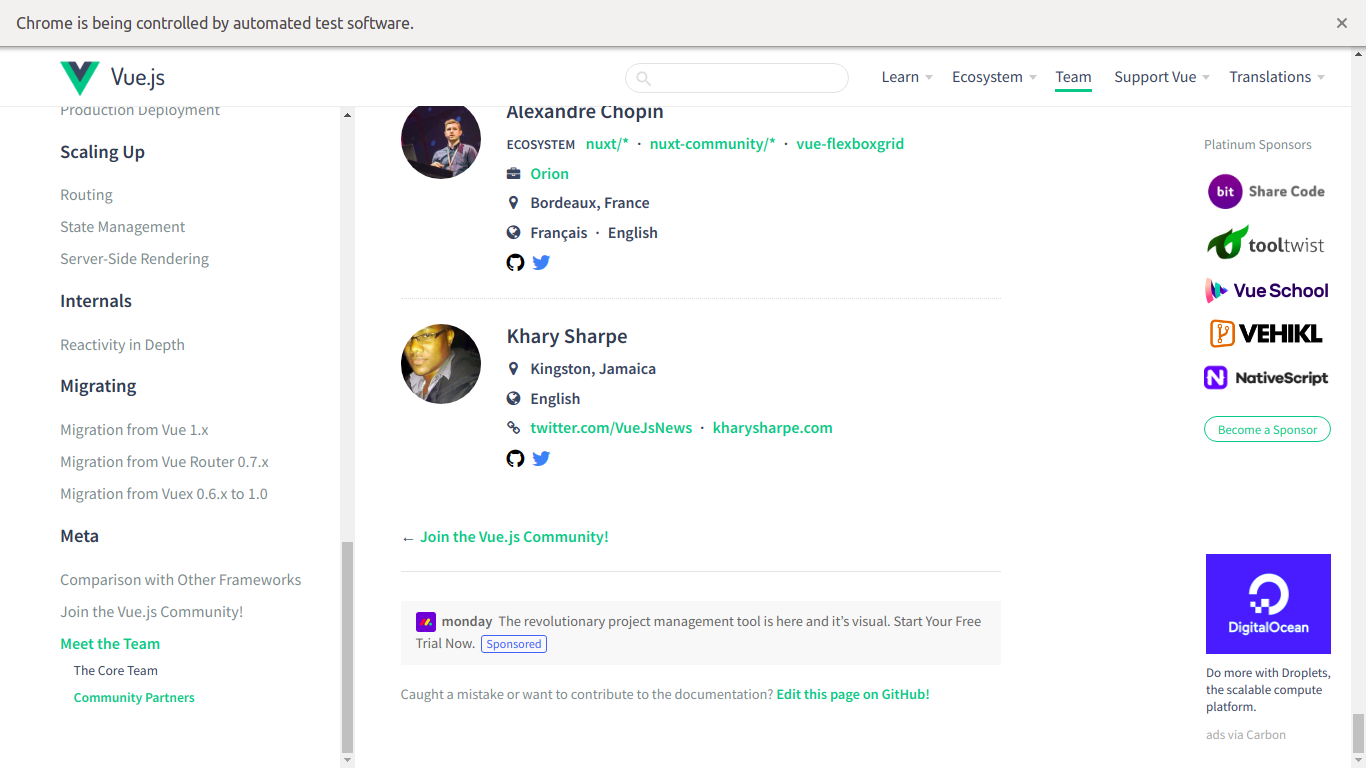 Chrome is being controlled by automated test software.
Vue.js
Learn
Ecosystem
Team
Support Vue
Translations
Production Deployment
Scaling Up
Routing
State Management
Server-Side Rendering
Internals
Reactivity in Depth
Migrating
Migration from Vue 1.x
Migration from Vue Router 0.7.x
Migration from Vuex 0.6.x to 1.0
Meta
Comparison with Other Frameworks
Join the Vue.js Community!
Meet the Team
The Core Team
Community Partners
Alexandre Chopin
ECOSYSTEM nuxt/* · nuxt-community/* · vue-flexboxgrid
Orion
Bordeaux, France
Français · English
Khary Sharpe
Kingston, Jamaica
English
twitter.com/VueJsNews · kharysharpe.com
← Join the Vue.js Community!
monday The revolutionary project management tool is here and it's visual. Start Your Free
Trial Now. Sponsored
Caught a mistake or want to contribute to the documentation? Edit this page on GitHub!
Platinum Sponsors
bit Share Code
tooltwist
Vue School
VEHIKL
NativeScript
Become a Sponsor
DigitalOcean
Do more with Droplets,
the scalable compute
platform.
ads via Carbon